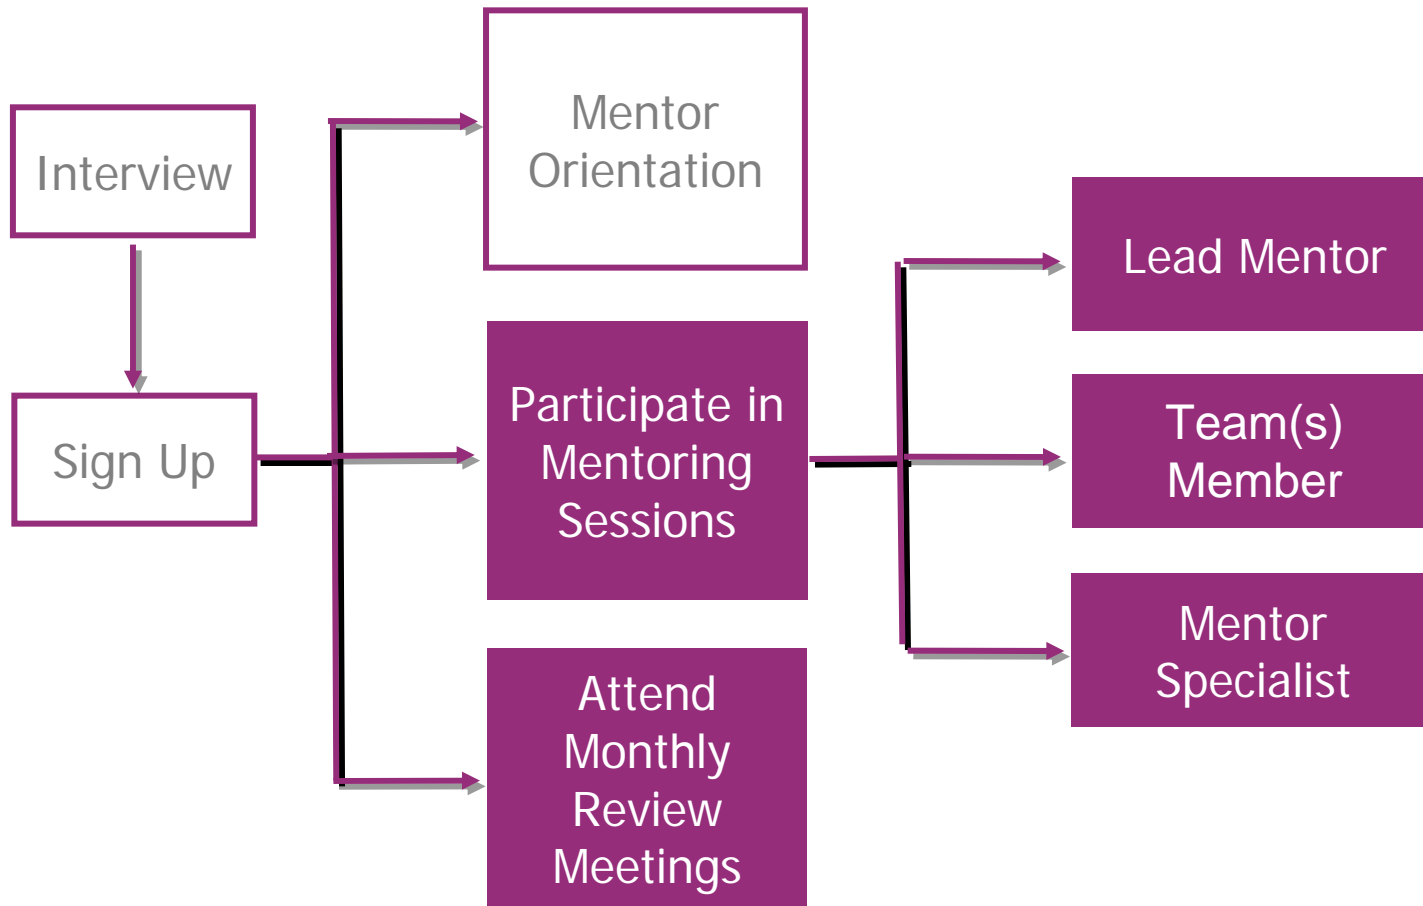 Interview
Sign Up
Mentor
Orientation
Participate in
Mentoring
Sessions
Attend
Monthly
Review
Meetings
Lead Mentor
Team(s)
Member
Mentor
Specialist